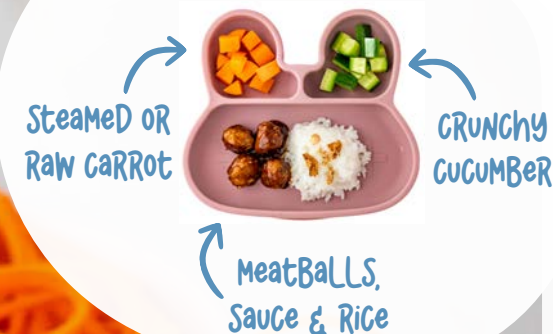 Steamed or
raw carrot
Crunchy
cucumber
Meatballs,
Sauce & Rice